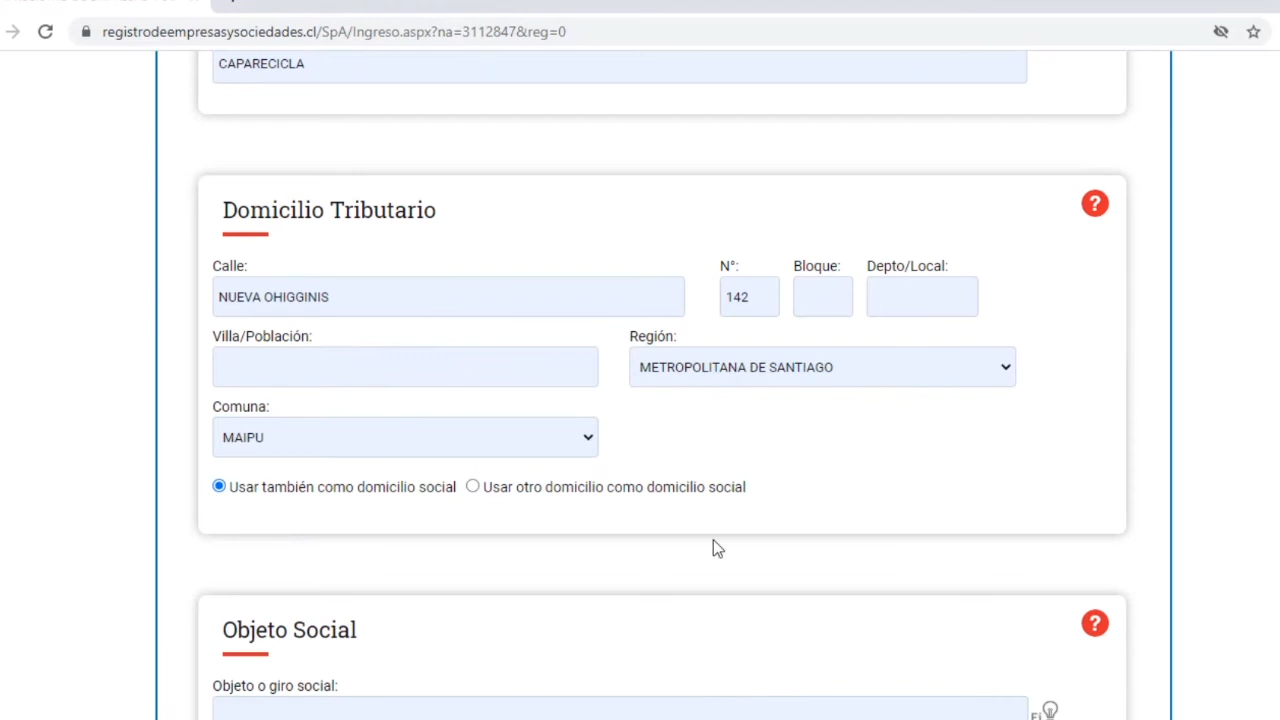 registrodeempresasysociedades.cl/SpA/Ingreso.aspx?na=3112847&reg=0
CAPARECICLA
Domicilio Tributario
?
Calle: N°: Bloque: Depto/Local:
NUEVA OHIGGINIS 142
Villa/Población: Región:
METROPOLITANA DE SANTIAGO
Comuna:
MAIPU
Usar también como domicilio social Usar otro domicilio como domicilio social
Objeto Social
?
Objeto o giro social: